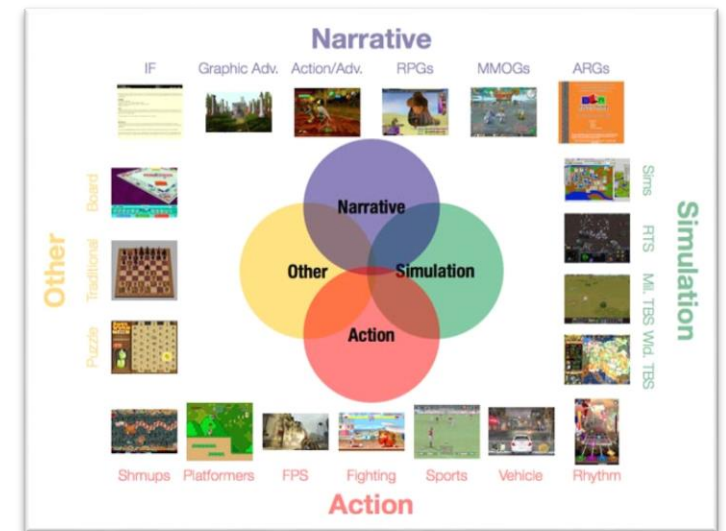 Narrative
IF Graphic Adv. Action/Adv. RPGs MMOGs ARGs
Other
Board
Traditional
Puzzle
Narrative
Other
Simulation
Action
Sims
RTS
Mil. TBS
Wld. TBS
Simulation
Shmups Platformers FPS Fighting Sports Vehicle Rhythm
Action